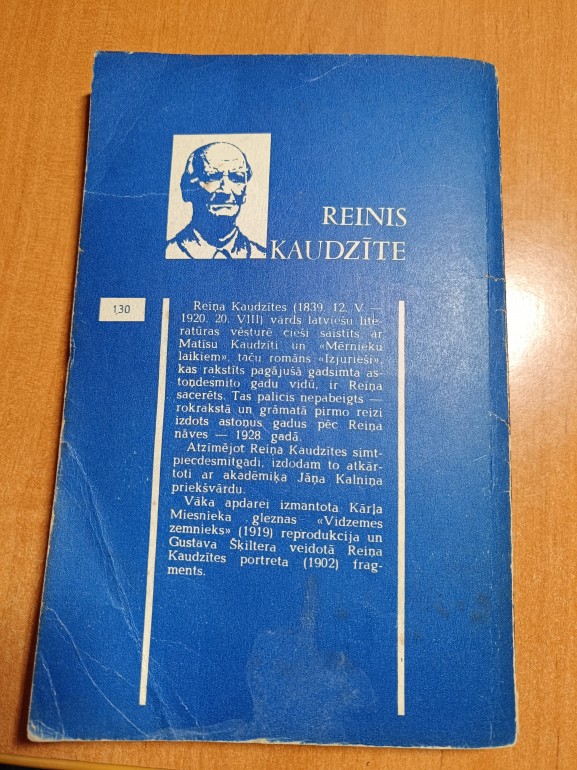 REINIS
KAUDZĪTE
1,30
Reiņa Kaudzītes (1839. 12. V. —
1920. 20. VIII) vārds latviešu lite-
ratūras vēsturē cieši saistīts ar
Matīsu Kaudzīti un «Mērnieku
laikiem», taču romāns «Izjurieši»,
kas rakstīts pagājušā gadsimta as-
toņdesmito gadu vidū, ir Reiņa
sacerēts. Tas palicis nepabeigts —
rokrakstā un grāmatā pirmo reizi
izdots astoņus gadus pēc Reiņa
nāves — 1928. gadā.
Atzīmējot Reiņa Kaudzītes simt-
piecdesmitgadi, izdodam to atkār-
toti ar akadēmiķa Jāņa Kalniņa
priekšvārdu.
Vāka apdarei izmantota Kārļa
Miesnieka gleznas «Vidzemes
zemnieks» (1919) reprodukcija un
Gustava Šķiltera veidotā Reiņa
Kaudzītes portreta (1902) frag-
ments.